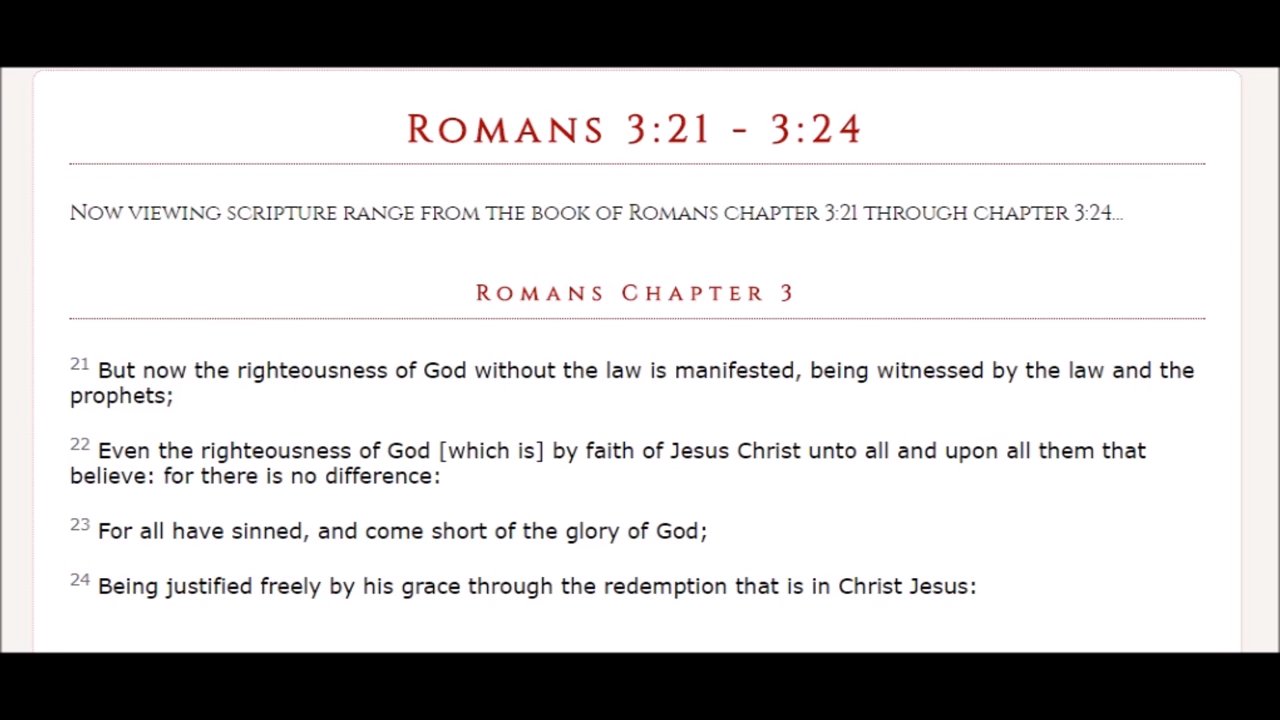 Romans 3:21 - 3:24
Now viewing scripture range from the book of Romans chapter 3:21 through chapter 3:24...
Romans Chapter 3
21 But now the righteousness of God without the law is manifested, being witnessed by the law and the
prophets;
22 Even the righteousness of God [which is] by faith of Jesus Christ unto all and upon all them that
believe: for there is no difference:
23 For all have sinned, and come short of the glory of God;
24 Being justified freely by his grace through the redemption that is in Christ Jesus: